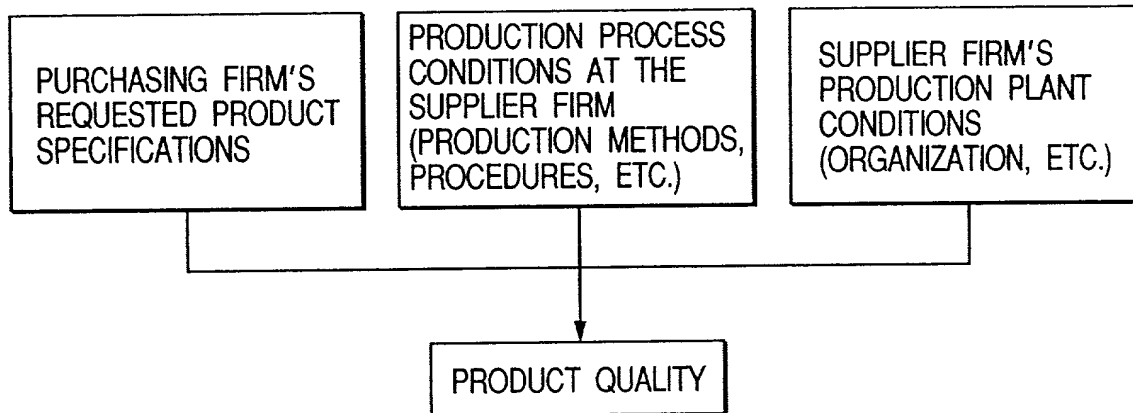 PURCHASING FIRM'S
REQUESTED PRODUCT
SPECIFICATIONS
PRODUCTION PROCESS
CONDITIONS AT THE
SUPPLIER FIRM
(PRODUCTION METHODS,
PROCEDURES, ETC.)
SUPPLIER FIRM'S
PRODUCTION PLANT
CONDITIONS
(ORGANIZATION, ETC.)
PRODUCT QUALITY